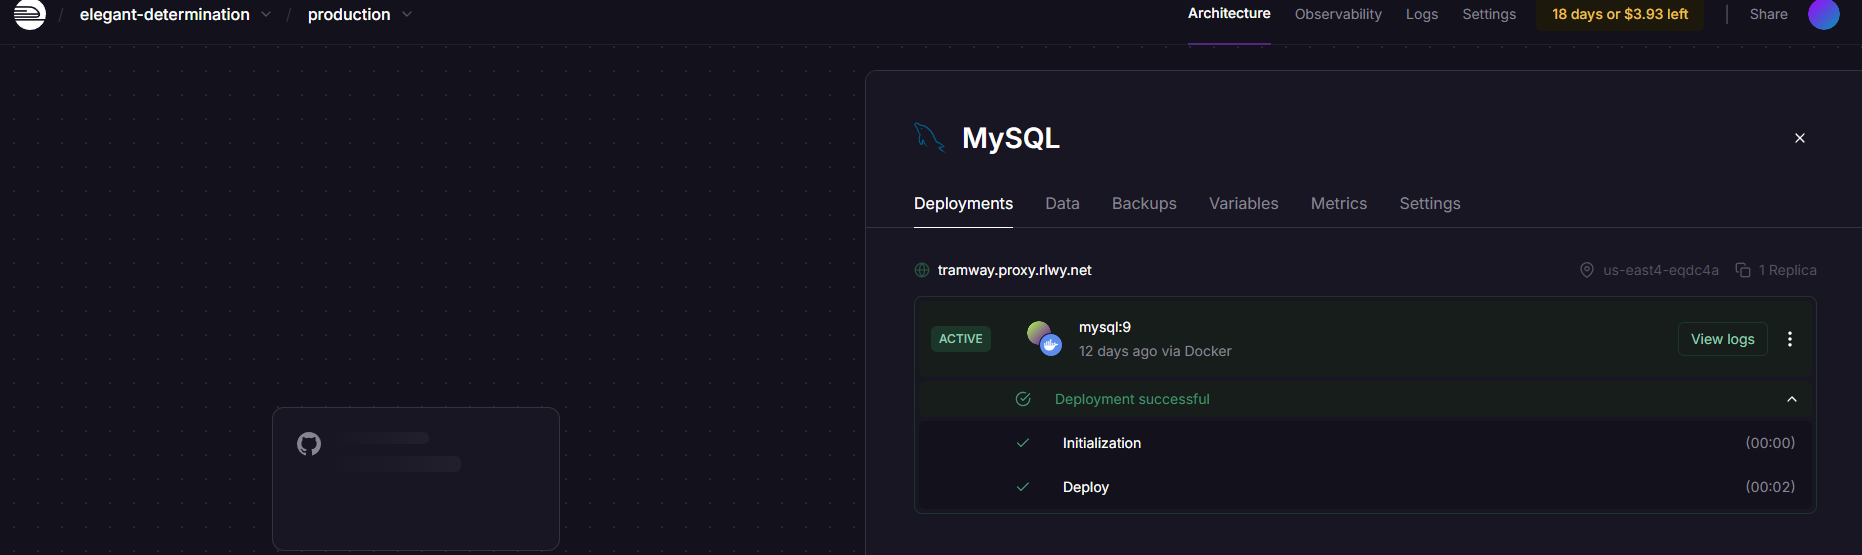 / elegant-determination / production Architecture Observability Logs Settings 18 days or $3.93 left | Share
MySQL
Deployments Data Backups Variables Metrics Settings
tramway.proxy.rlwy.net us-east4-eqdc4a 1 Replica
ACTIVE mysql:9 View logs
12 days ago via Docker
Deployment successful
Initialization (00:00)
Deploy (00:02)